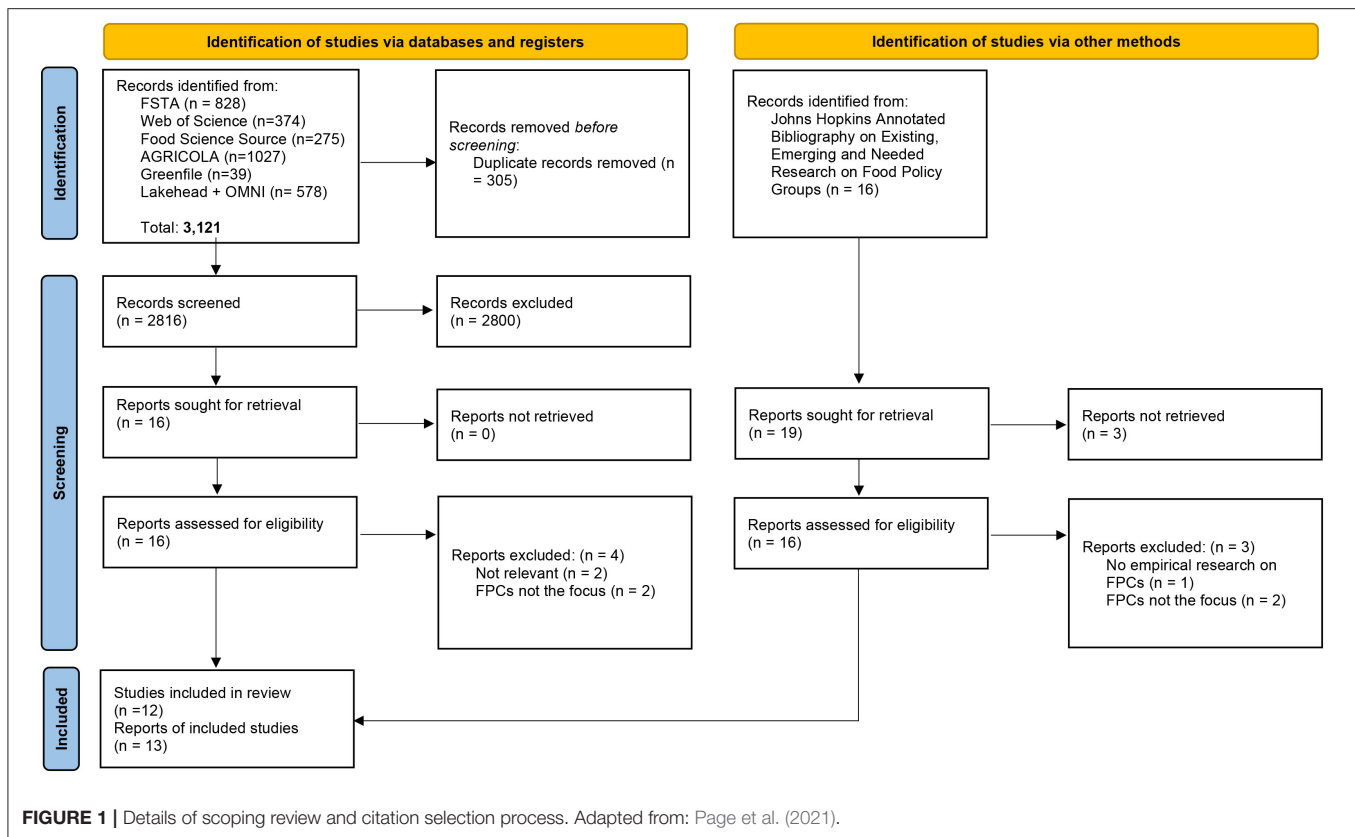 Identification of studies via databases and registers
Identification of studies via other methods
Identification
Records identified from:
FSTA (n = 828)
Web of Science (n=374)
Food Science Source (n=275)
AGRICOLA (n=1027)
Greenfile (n=39)
Lakehead + OMNI (n= 578)
Total: 3,121
Records removed before
screening:
Duplicate records removed (n
= 305)
Records identified from:
Johns Hopkins Annotated
Bibliography on Existing,
Emerging and Needed
Research on Food Policy
Groups (n = 16)
Screening
Records screened
(n = 2816)
Records excluded
(n = 2800)
Reports sought for retrieval
(n = 16)
Reports not retrieved
(n = 0)
Reports sought for retrieval
(n = 19)
Reports not retrieved
(n = 3)
Reports assessed for eligibility
(n = 16)
Reports excluded: (n = 4)
Not relevant (n = 2)
FPCs not the focus (n = 2)
Reports assessed for eligibility
(n = 16)
Reports excluded: (n = 3)
No empirical research on
FPCs (n = 1)
FPCs not the focus (n = 2)
Included
Studies included in review
(n =12)
Reports of included studies
(n = 13)
FIGURE 1 | Details of scoping review and citation selection process. Adapted from: Page et al. (2021).